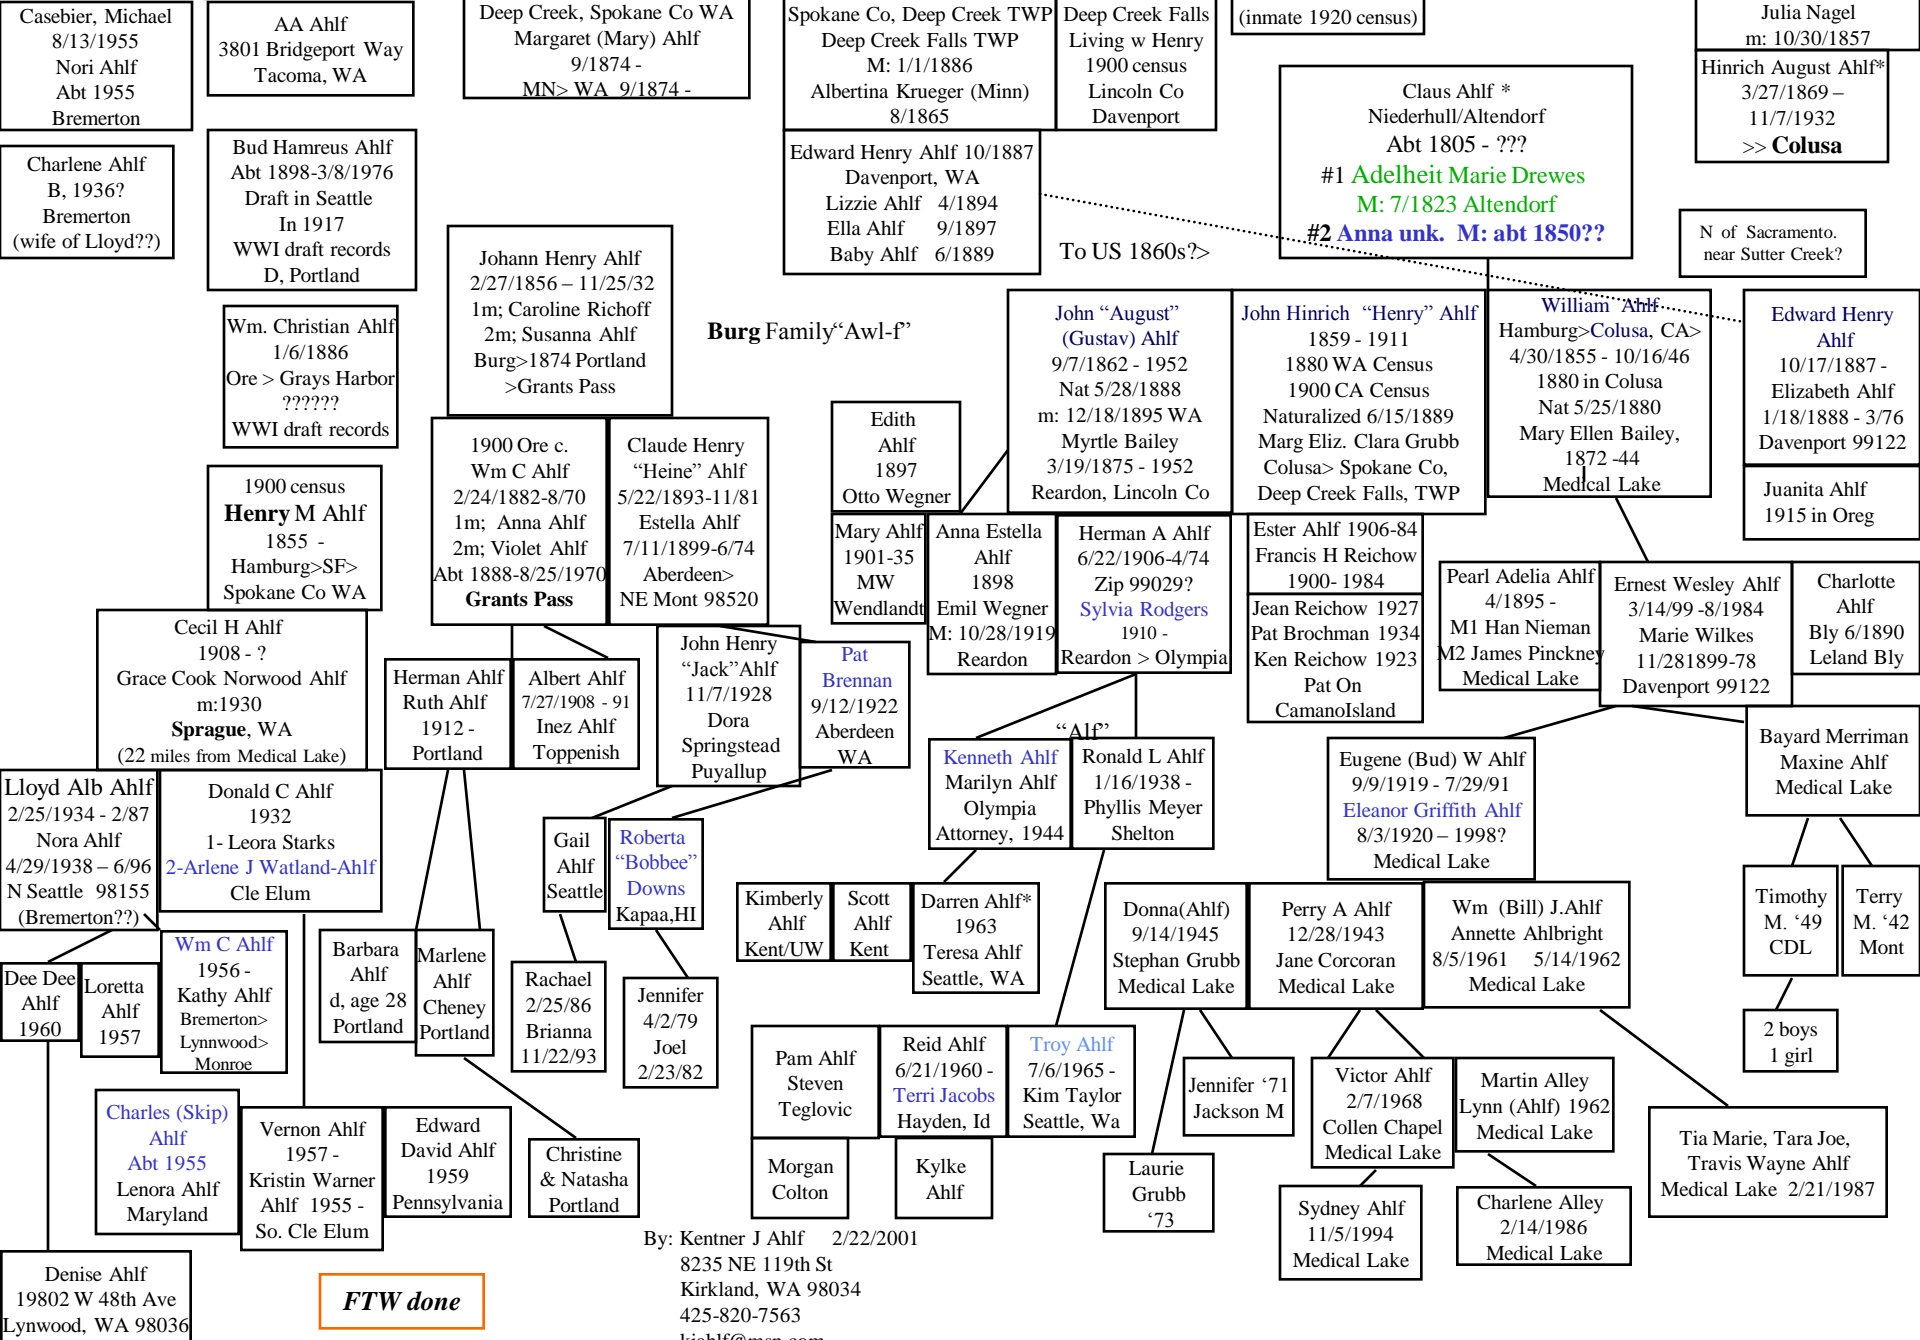 Casebier, Michael
8/13/1955
Nori Ahlf
Abt 1955
Bremerton
AA Ahlf
3801 Bridgeport Way
Tacoma, WA
Deep Creek, Spokane Co WA
Margaret (Mary) Ahlf
9/1874 -
MN> WA 9/1874 -
Spokane Co, Deep Creek TWP
Deep Creek Falls TWP
M: 1/1/1886
Albertina Krueger (Minn)
8/1865
Deep Creek Falls
Living w Henry
1900 census
Lincoln Co
Davenport
(inmate 1920 census)
Julia Nagel
m: 10/30/1857
Hinrich August Ahlf*
3/27/1869 –
11/7/1932
>> Colusa
Claus Ahlf *
Niederhull/Altendorf
Abt 1805 - ???
#1 Adelheit Marie Drewes
M: 7/1823 Altendorf
#2 Anna unk. M: abt 1850??
Charlene Ahlf
B, 1936?
Bremerton
(wife of Lloyd??)
Bud Hamreus Ahlf
Abt 1898-3/8/1976
Draft in Seattle
In 1917
WWI draft records
D, Portland
Edward Henry Ahlf 10/1887
Davenport, WA
Lizzie Ahlf 4/1894
Ella Ahlf 9/1897
Baby Ahlf 6/1889
To US 1860s?>
N of Sacramento.
near Sutter Creek?
Johann Henry Ahlf
2/27/1856 – 11/25/32
1m; Caroline Richoff
2m; Susanna Ahlf
Burg>1874 Portland
>Grants Pass
Wm. Christian Ahlf
1/6/1886
Ore > Grays Harbor
??????
WWI draft records
Burg Family“Awl-f”
John “August”
(Gustav) Ahlf
9/7/1862 - 1952
Nat 5/28/1888
m: 12/18/1895 WA
Myrtle Bailey
3/19/1875 - 1952
Reardon, Lincoln Co
John Hinrich “Henry” Ahlf
1859 - 1911
1880 WA Census
1900 CA Census
Naturalized 6/15/1889
Marg Eliz. Clara Grubb
Colusa> Spokane Co,
Deep Creek Falls, TWP
William Ahlf
Hamburg>Colusa, CA>
4/30/1855 - 10/16/46
1880 in Colusa
Nat 5/25/1880
Mary Ellen Bailey,
1872 -44
Medical Lake
Edward Henry
Ahlf
10/17/1887 -
Elizabeth Ahlf
1/18/1888 - 3/76
Davenport 99122
Juanita Ahlf
1915 in Oreg
1900 census
Henry M Ahlf
1855 -
Hamburg>SF>
Spokane Co WA
1900 Ore c.
Wm C Ahlf
2/24/1882-8/70
1m; Anna Ahlf
2m; Violet Ahlf
Abt 1888-8/25/1970
Grants Pass
Claude Henry
“Heine” Ahlf
5/22/1893-11/81
Estella Ahlf
7/11/1899-6/74
Aberdeen>
NE Mont 98520
Edith
Ahlf
1897
Otto Wegner
Mary Ahlf
1901-35
MW
Wendlandt
Anna Estella
Ahlf
1898
Emil Wegner
M: 10/28/1919
Reardon
Herman A Ahlf
6/22/1906-4/74
Zip 99029?
Sylvia Rodgers
1910 -
Reardon > Olympia
Ester Ahlf 1906-84
Francis H Reichow
1900- 1984
Jean Reichow 1927
Pat Brochman 1934
Ken Reichow 1923
Pat On
CamanoIsland
Pearl Adelia Ahlf
4/1895 -
M1 Han Nieman
M2 James Pinckney
Medical Lake
Ernest Wesley Ahlf
3/14/99 -8/1984
Marie Wilkes
11/281899-78
Davenport 99122
Charlotte
Ahlf
Bly 6/1890
Leland Bly
Cecil H Ahlf
1908 - ?
Grace Cook Norwood Ahlf
m:1930
Sprague, WA
(22 miles from Medical Lake)
Herman Ahlf
Ruth Ahlf
1912 -
Portland
Albert Ahlf
7/27/1908 - 91
Inez Ahlf
Toppenish
John Henry
“Jack”Ahlf
11/7/1928
Dora
Springstead
Puyallup
Pat
Brennan
9/12/1922
Aberdeen
WA
“Alf”
Kenneth Ahlf
Marilyn Ahlf
Olympia
Attorney, 1944
Ronald L Ahlf
1/16/1938 -
Phyllis Meyer
Shelton
Eugene (Bud) W Ahlf
9/9/1919 - 7/29/91
Eleanor Griffith Ahlf
8/3/1920 – 1998?
Medical Lake
Bayard Merriman
Maxine Ahlf
Medical Lake
Lloyd Alb Ahlf
2/25/1934 - 2/87
Nora Ahlf
4/29/1938 – 6/96
N Seattle 98155
(Bremerton??)
Donald C Ahlf
1932
1- Leora Starks
2-Arlene J Watland-Ahlf
Cle Elum
Gail
Ahlf
Seattle
Roberta
“Bobbee”
Downs
Kapaa,HI
Kimberly
Ahlf
Kent/UW
Scott
Ahlf
Kent
Darren Ahlf*
1963
Teresa Ahlf
Seattle, WA
Donna(Ahlf)
9/14/1945
Stephan Grubb
Medical Lake
Perry A Ahlf
12/28/1943
Jane Corcoran
Medical Lake
Wm (Bill) J.Ahlf
Annette Ahlbright
8/5/1961 5/14/1962
Medical Lake
Timothy
M. ‘49
CDL
Terry
M. ‘42
Mont
Dee Dee
Ahlf
1960
Loretta
Ahlf
1957
Wm C Ahlf
1956 -
Kathy Ahlf
Bremerton>
Lynnwood>
Monroe
Barbara
Ahlf
d, age 28
Portland
Marlene
Ahlf
Cheney
Portland
Rachael
2/25/86
Brianna
11/22/93
Jennifer
4/2/79
Joel
2/23/82
Pam Ahlf
Steven
Teglovic
Reid Ahlf
6/21/1960 -
Terri Jacobs
Hayden, Id
Troy Ahlf
7/6/1965 -
Kim Taylor
Seattle, Wa
Jennifer ‘71
Jackson M
Victor Ahlf
2/7/1968
Collen Chapel
Medical Lake
Martin Alley
Lynn (Ahlf) 1962
Medical Lake
2 boys
1 girl
Charles (Skip)
Ahlf
Abt 1955
Lenora Ahlf
Maryland
Vernon Ahlf
1957 -
Kristin Warner
Ahlf 1955 -
So. Cle Elum
Edward
David Ahlf
1959
Pennsylvania
Christine
& Natasha
Portland
Morgan
Colton
Kylke
Ahlf
Laurie
Grubb
‘73
Sydney Ahlf
11/5/1994
Medical Lake
Charlene Alley
2/14/1986
Medical Lake
Tia Marie, Tara Joe,
Travis Wayne Ahlf
Medical Lake 2/21/1987
Denise Ahlf
19802 W 48th Ave
Lynwood, WA 98036
FTW done
By: Kentner J Ahlf 2/22/2001
8235 NE 119th St
Kirkland, WA 98034
425-820-7563
kjahlf@msn.com